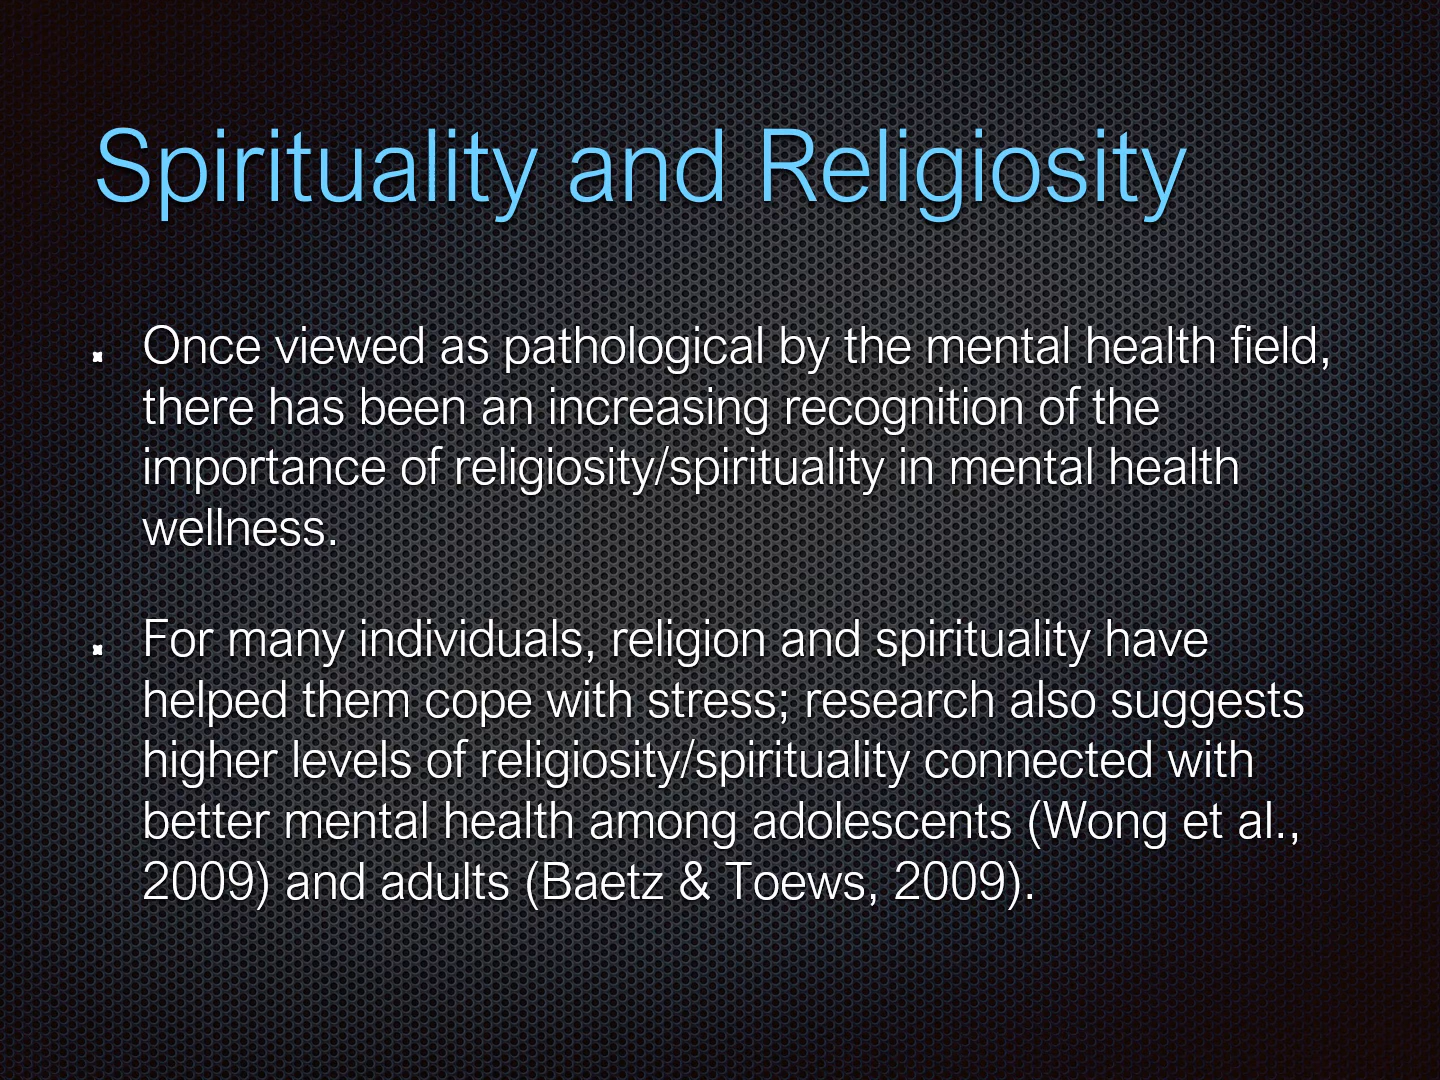 Spirituality and Religiosity
Once viewed as pathological by the mental health field,
there has been an increasing recognition of the
importance of religiosity/spirituality in mental health
wellness.
For many individuals, religion and spirituality have
helped them cope with stress; research also suggests
higher levels of religiosity/spirituality connected with
better mental health among adolescents (Wong et al.,
2009) and adults (Baetz & Toews, 2009).